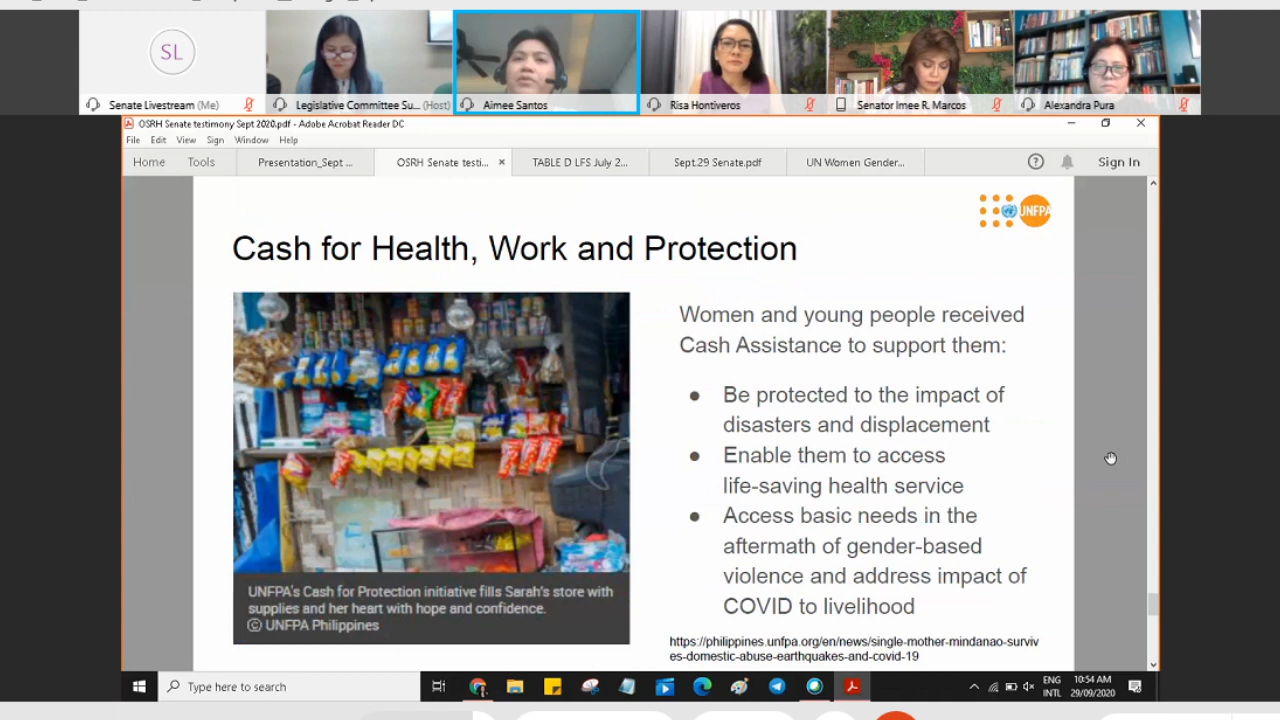 SL
Senate Livestream (Me)
Legislative Committee Su... (Host)
Aimee Santos
Risa Hontiveros
Senator Imee R. Marcos
Alexandra Pura
OSRH Senate testimony Sept 2020.pdf - Adobe Acrobat Reader DC
File Edit View Sign Window Help
Home Tools Presentation_Sept ... OSRH Senate testi... × TABLE D LFS July 2... Sept.29 Senate.pdf UN Women Gender... Sign In
UNFPA
Cash for Health, Work and Protection
Women and young people received
Cash Assistance to support them:
● Be protected to the impact of
disasters and displacement
● Enable them to access
life-saving health service
● Access basic needs in the
aftermath of gender-based
violence and address impact of
COVID to livelihood
UNFPA's Cash for Protection initiative fills Sarah's store with
supplies and her heart with hope and confidence.
© UNFPA Philippines
https://philippines.unfpa.org/en/news/single-mother-mindanao-surviv
es-domestic-abuse-earthquakes-and-covid-19
Type here to search
ENG
INTL
10:54 AM
29/09/2020